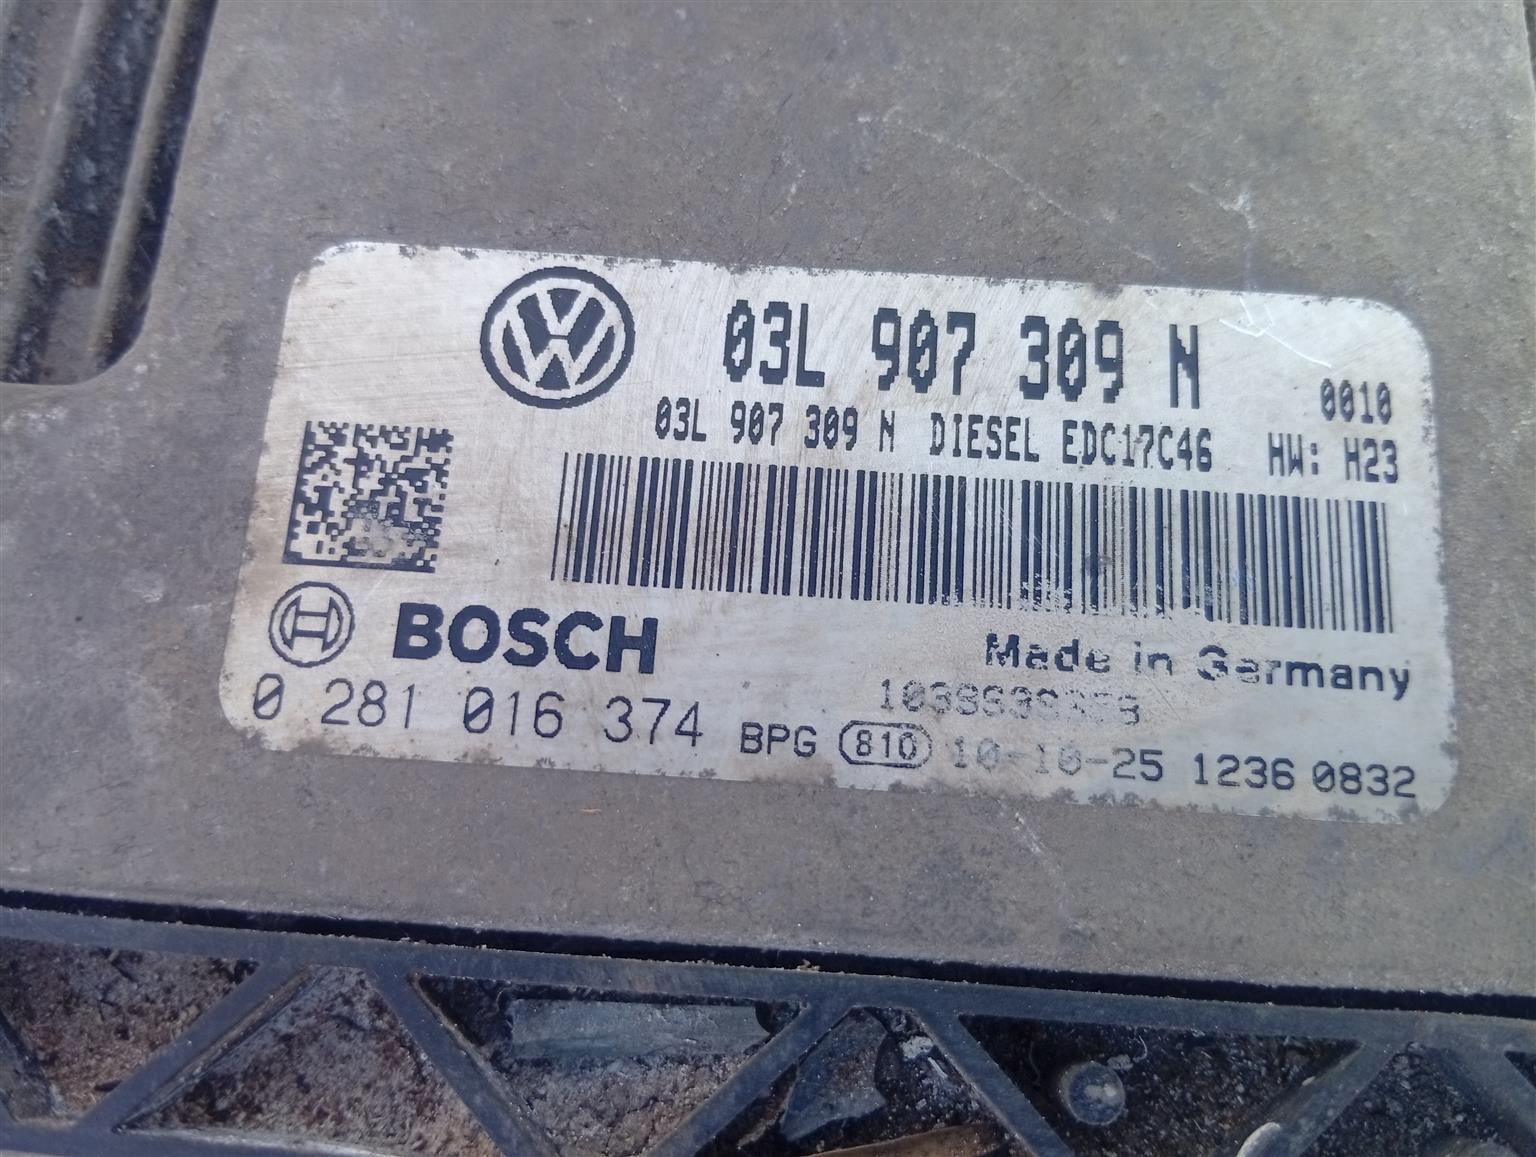 03L 907 309 N
0010
03L 907 309 N DIESEL EDC17C46 HW: H23
BOSCH
Made in Germany
0 281 016 374 BPG 810 10-10-25 1236 0832